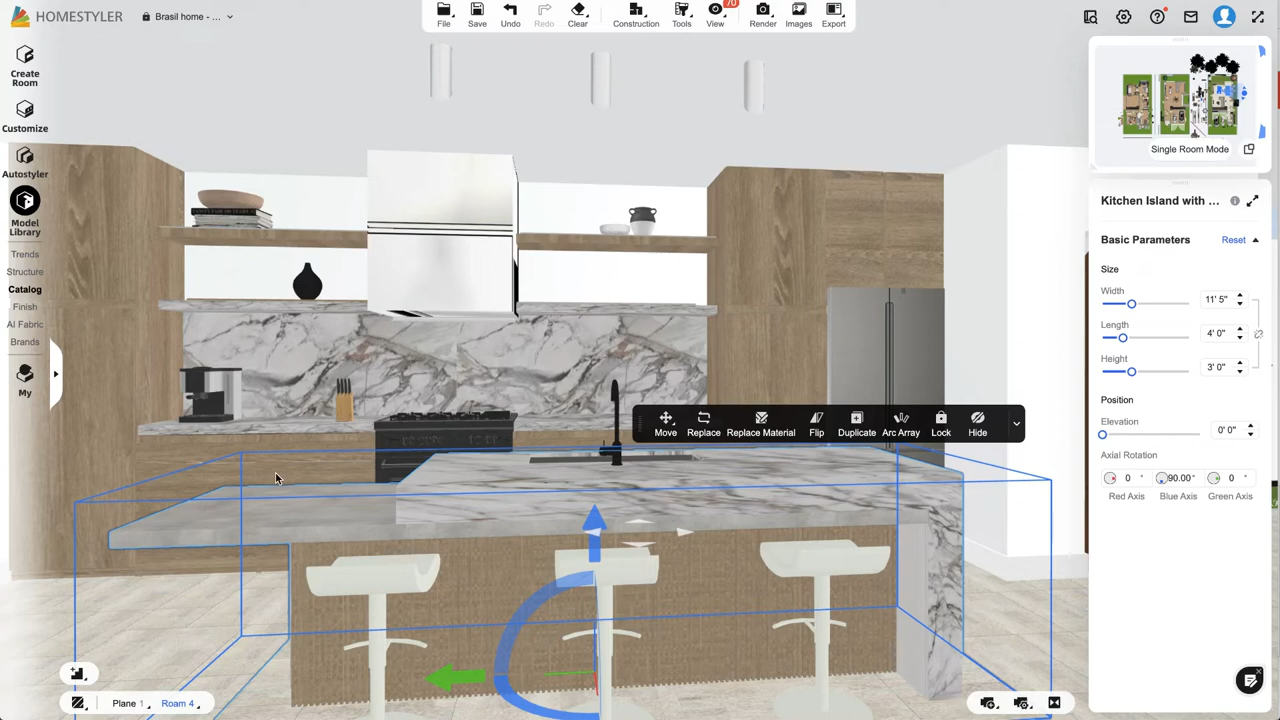 HOMESTYLER
Brasil home - ...
File
Save
Undo
Redo
Clear
Construction
Tools
View
70
Render
Images
Export
Create
Room
Customize
Autostyler
Model
Library
Trends
Structure
Catalog
Finish
AI Fabric
Brands
My
Single Room Mode
Kitchen Island with ...
Basic Parameters
Reset
Size
Width
11' 5"
Length
4' 0"
Height
3' 0"
Position
Elevation
0' 0"
Axial Rotation
0 °
90.00°
0 °
Red Axis
Blue Axis
Green Axis
Move
Replace
Replace Material
Flip
Duplicate
Arc Array
Lock
Hide
Plane 1
Roam 4